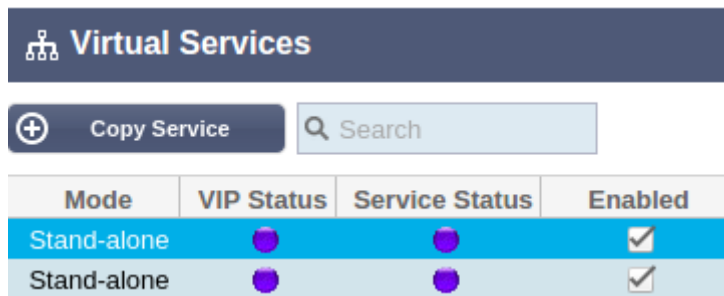 Virtual Services
Copy Service Search
Mode VIP Status Service Status Enabled
Stand-alone
Stand-alone